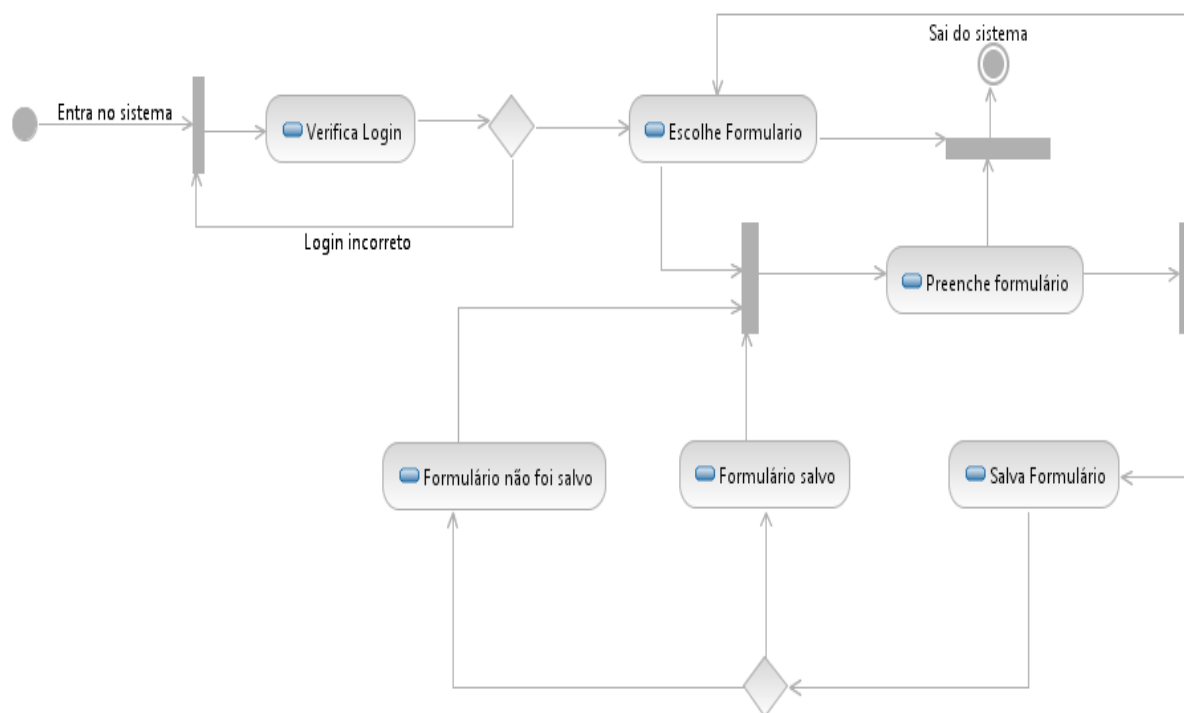 Sai do sistema
Entra no sistema
Verifica Login
Escolhe Formulario
Login incorreto
Preenche formulário
Formulário não foi salvo
Formulário salvo
Salva Formulário